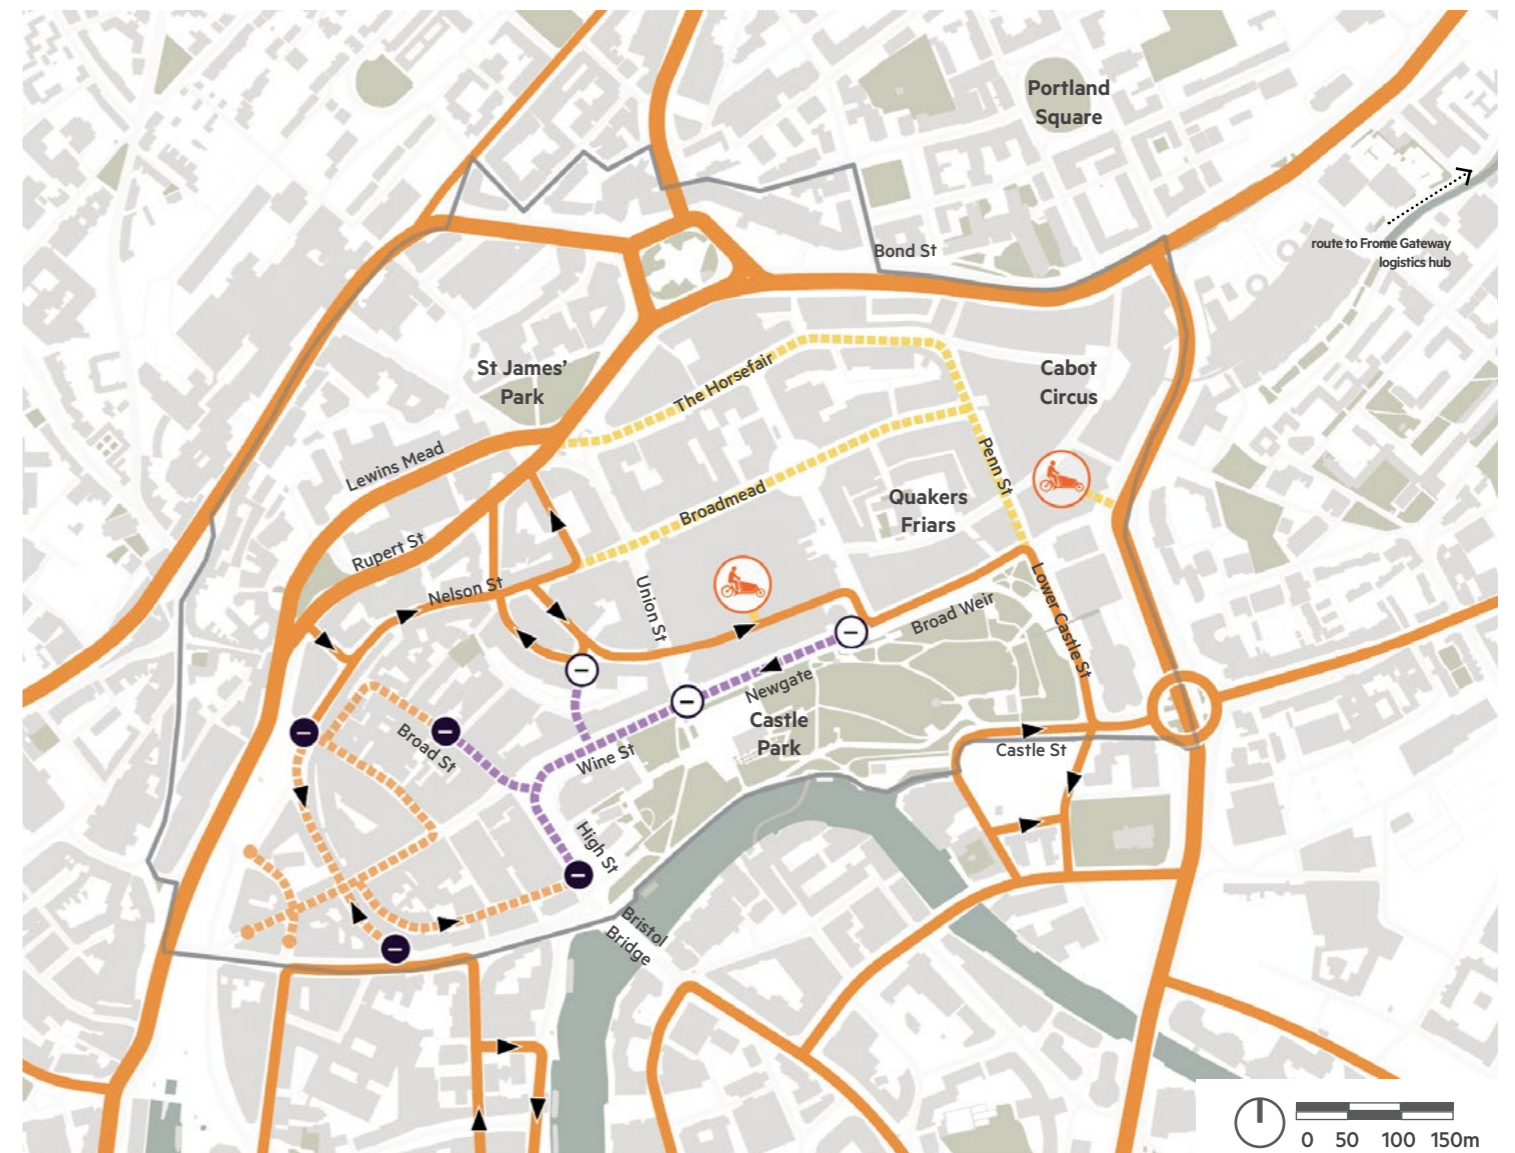 Portland
Square
Bond St
route to Frome Gateway
logistics hub
St James’
Park
The Horsefair
Cabot
Circus
Lewins Mead
Penn St
Broadmead
Quakers
Friars
Rupert St
Nelson St
Union St
Lower Castle St
Broad Weir
Newgate
Castle
Park
Broad St
Wine St
Castle St
High St
Bristol
Bridge
0 50 100 150m